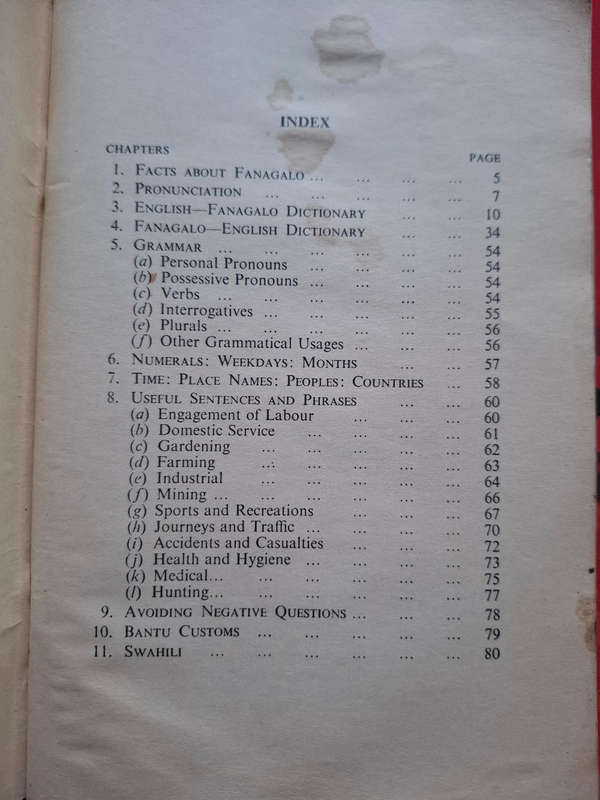 INDEX
CHAPTERS PAGE
1. FACTS ABOUT FANAGALO ... ... ... ... 5
2. PRONUNCIATION ... ... ... ... ... 7
3. ENGLISH—FANAGALO DICTIONARY ... ... 10
4. FANAGALO—ENGLISH DICTIONARY ... ... 34
5. GRAMMAR ... ... ... ... ... ... 54
(a) Personal Pronouns ... ... ... ... 54
(b) Possessive Pronouns ... ... ... ... 54
(c) Verbs ... ... ... ... ... ... 54
(d) Interrogatives ... ... ... ... ... 55
(e) Plurals ... ... ... ... ... ... 56
(f) Other Grammatical Usages ... ... ... 56
6. NUMERALS: WEEKDAYS: MONTHS ... ... 57
7. TIME: PLACE NAMES: PEOPLES: COUNTRIES ... 58
8. USEFUL SENTENCES AND PHRASES ... ... 60
(a) Engagement of Labour ... ... ... 60
(b) Domestic Service ... ... ... ... 61
(c) Gardening ... ... ... ... ... 62
(d) Farming ... ... ... ... ... 63
(e) Industrial ... ... ... ... ... 64
(f) Mining ... ... ... ... ... ... 66
(g) Sports and Recreations ... ... ... 67
(h) Journeys and Traffic ... ... ... ... 70
(i) Accidents and Casualties ... ... ... 72
(j) Health and Hygiene ... ... ... ... 73
(k) Medical... ... ... ... ... ... 75
(l) Hunting... ... ... ... ... ... 77
9. AVOIDING NEGATIVE QUESTIONS ... ... ... 78
10. BANTU CUSTOMS ... ... ... ... ... 79
11. SWAHILI ... ... ... ... ... ... 80